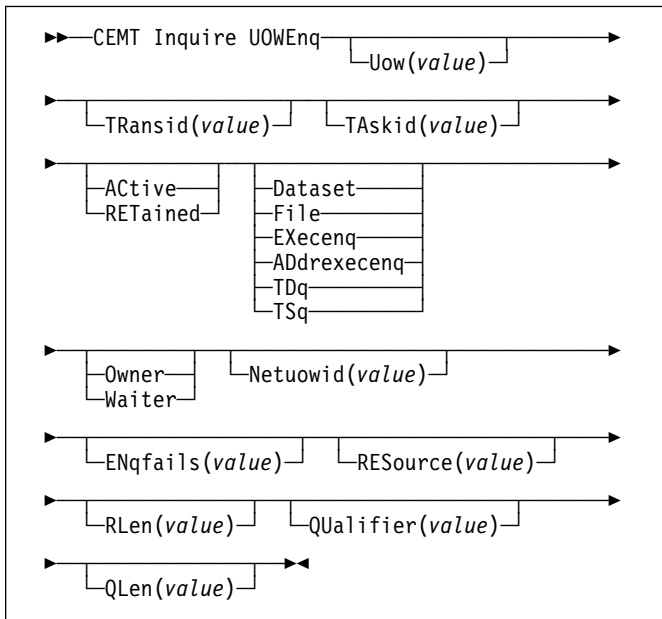 CEMT Inquire UOWEnq
Uow(value)
TRansid(value) TAskid(value)
ACtive
RETained
Dataset
File
EXecenq
ADdrexecenq
TDq
TSq
Owner
Waiter
Netuowid(value)
ENqfails(value) RESource(value)
RLen(value) QUalifier(value)
QLen(value)